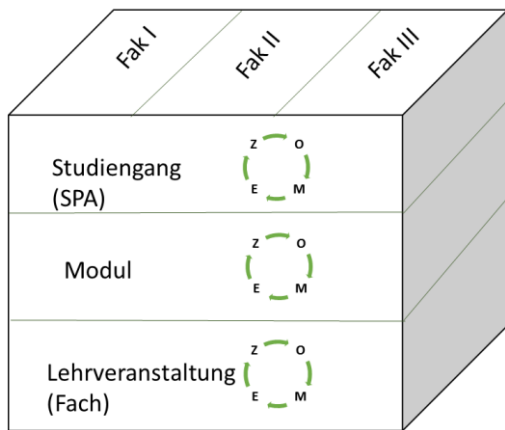 Fak I Fak II Fak III
Z O
Studiengang
(SPA)
E M
Z O
Modul
E M
Z O
Lehrveranstaltung
(Fach)
E M